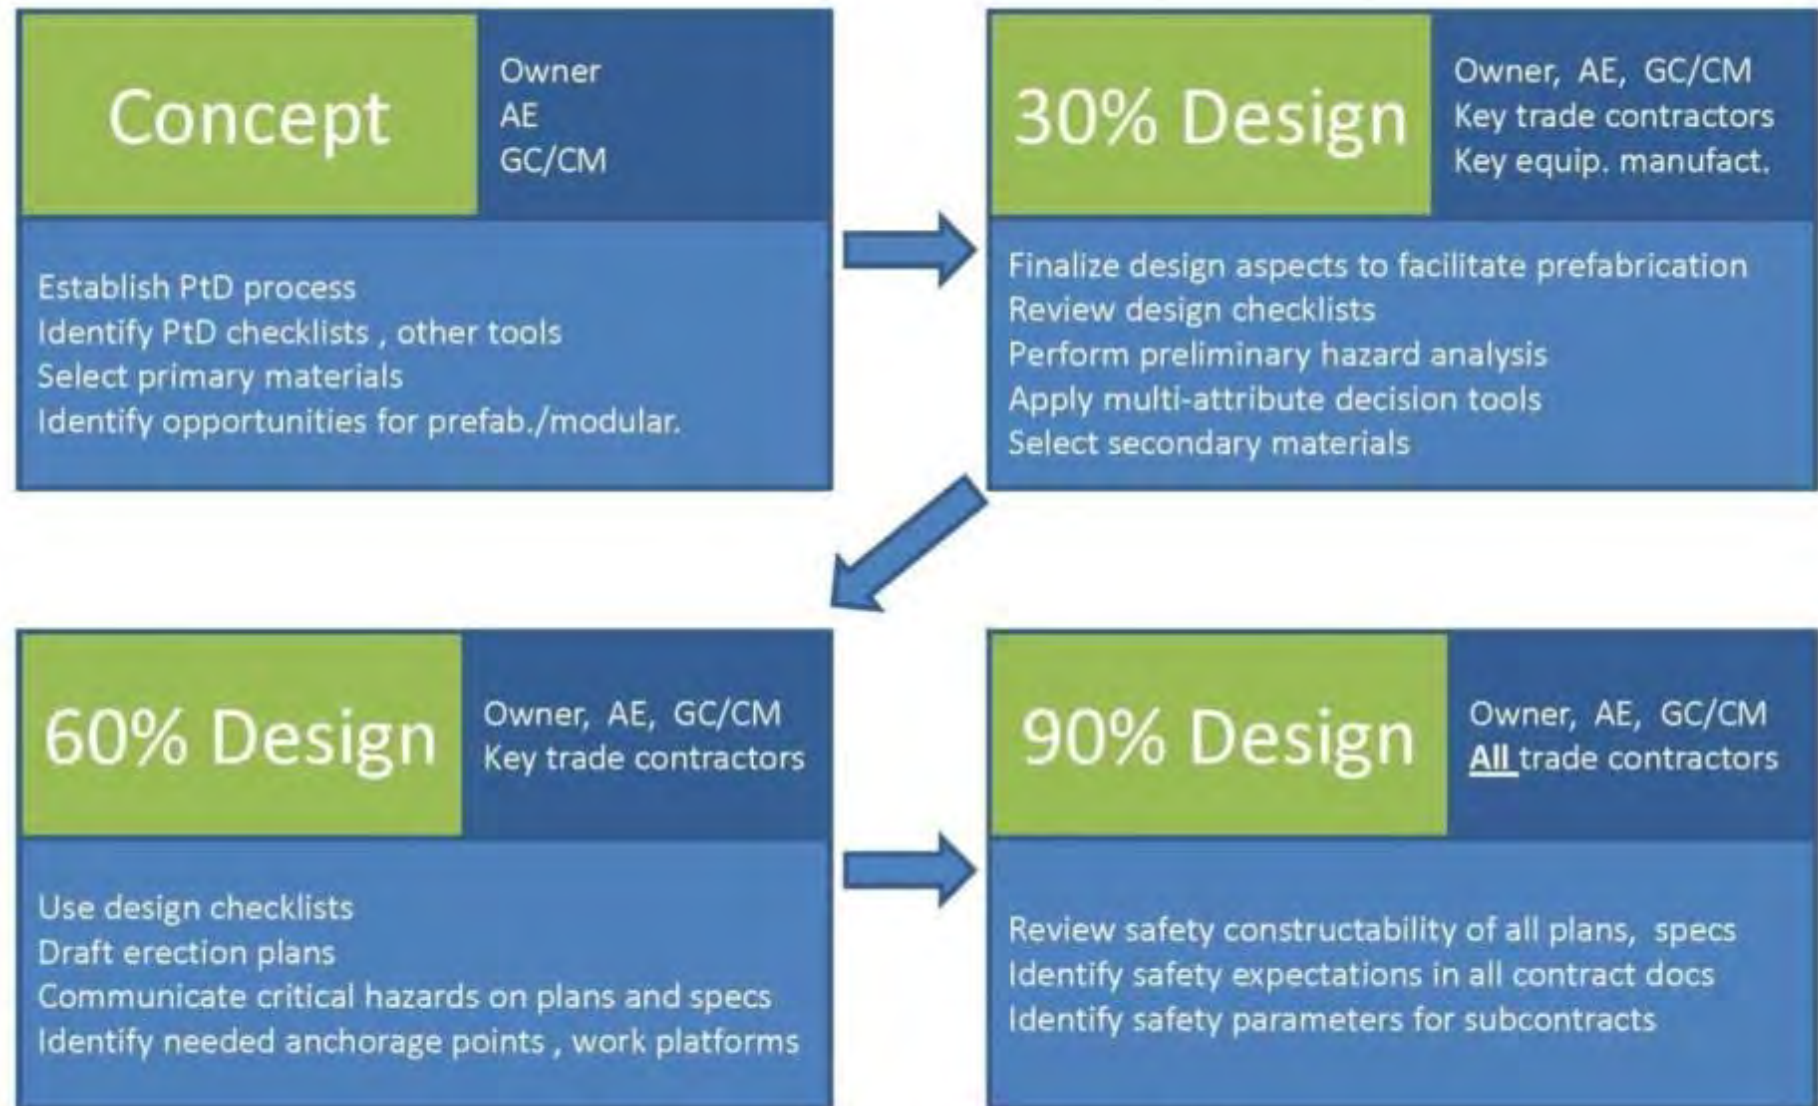 Concept
Owner
AE
GC/CM
Establish PtD process
Identify PtD checklists , other tools
Select primary materials
Identify opportunities for prefab./modular.
30% Design
Owner, AE, GC/CM
Key trade contractors
Key equip. manufact.
Finalize design aspects to facilitate prefabrication
Review design checklists
Perform preliminary hazard analysis
Apply multi-attribute decision tools
Select secondary materials
60% Design
Owner, AE, GC/CM
Key trade contractors
Use design checklists
Draft erection plans
Communicate critical hazards on plans and specs
Identify needed anchorage points , work platforms
90% Design
Owner, AE, GC/CM
All trade contractors
Review safety constructability of all plans, specs
Identify safety expectations in all contract docs
Identify safety parameters for subcontracts